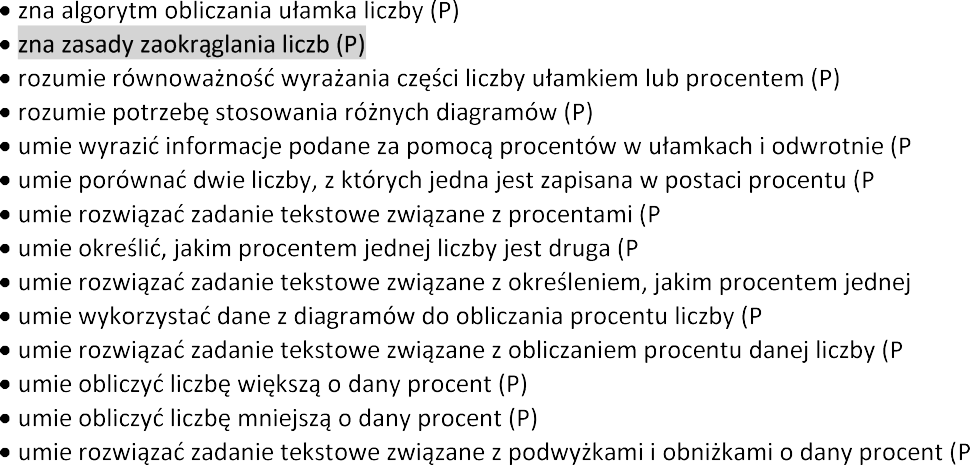 • zna algorytm obliczania ułamka liczby (P)
• zna zasady zaokrąglania liczb (P)
• rozumie równoważność wyrażania części liczby ułamkiem lub procentem (P)
• rozumie potrzebę stosowania różnych diagramów (P)
• umie wyrazić informacje podane za pomocą procentów w ułamkach i odwrotnie (P
• umie porównać dwie liczby, z których jedna jest zapisana w postaci procentu (P
• umie rozwiązać zadanie tekstowe związane z procentami (P
• umie określić, jakim procentem jednej liczby jest druga (P
• umie rozwiązać zadanie tekstowe związane z określeniem, jakim procentem jednej
• umie wykorzystać dane z diagramów do obliczania procentu liczby (P
• umie rozwiązać zadanie tekstowe związane z obliczaniem procentu danej liczby (P
• umie obliczyć liczbę większą o dany procent (P)
• umie obliczyć liczbę mniejszą o dany procent (P)
• umie rozwiązać zadanie tekstowe związane z podwyżkami i obniżkami o dany procent (P